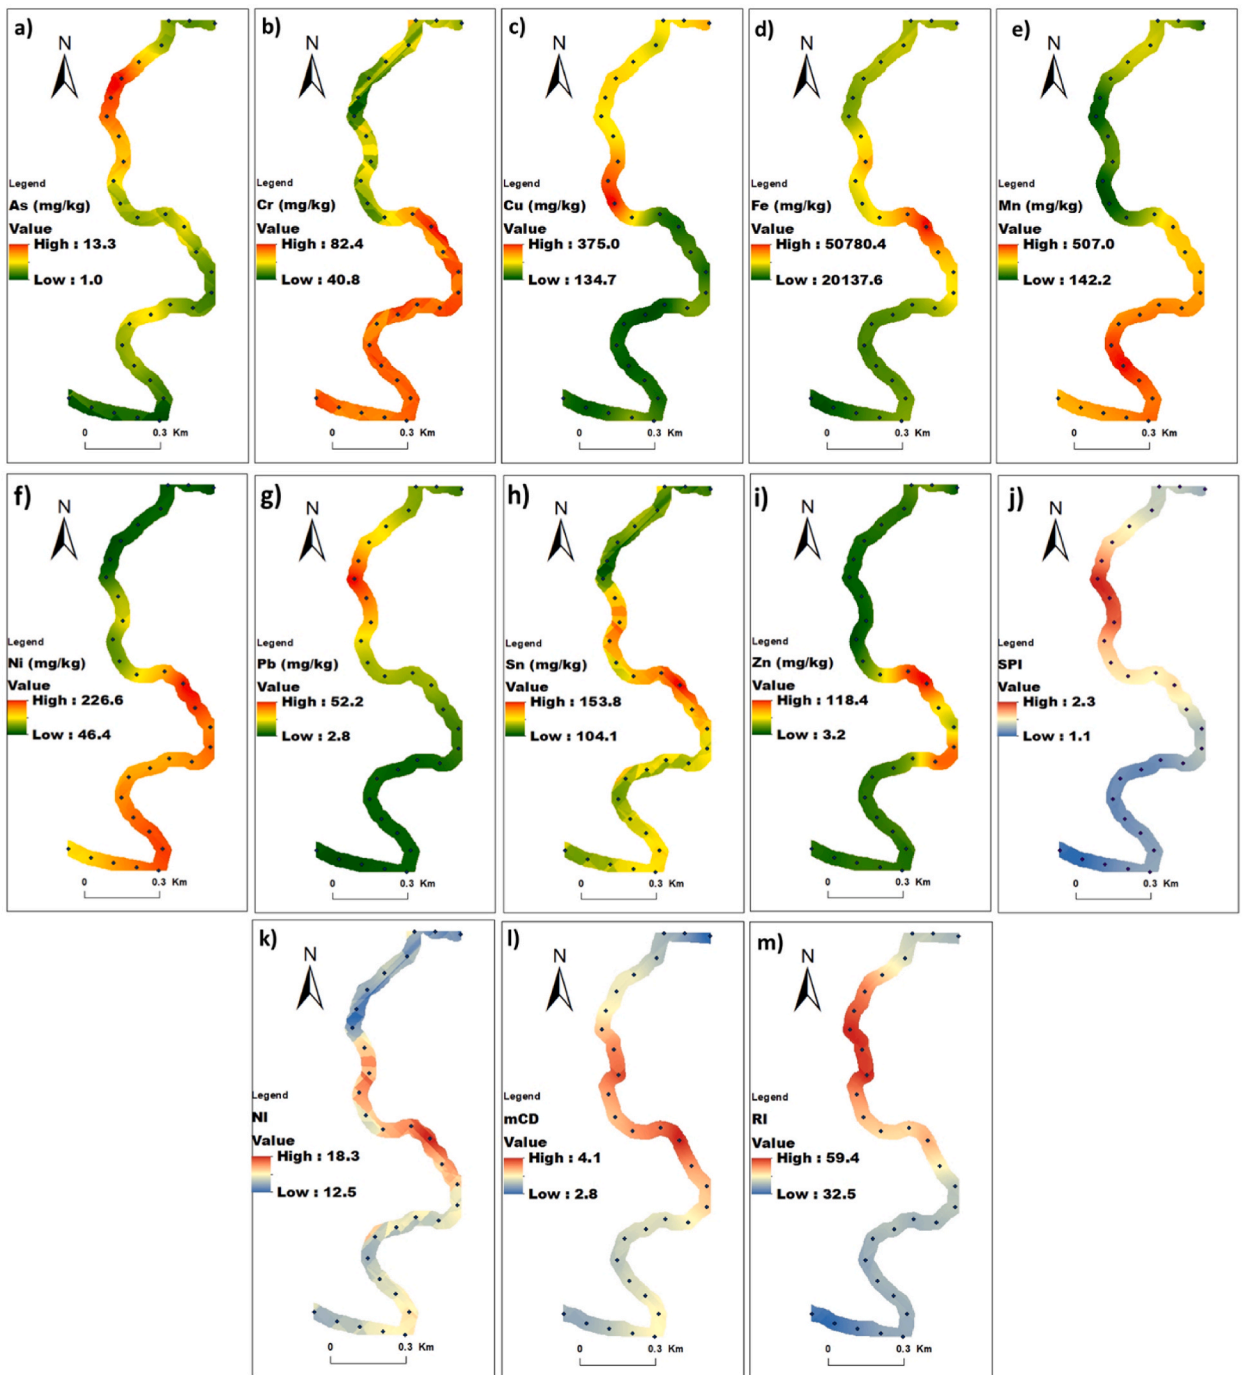 a)
N
Legend
As (mg/kg)
Value
High : 13.3
Low : 1.0
0 0.3 Km
b)
N
Legend
Cr (mg/kg)
Value
High : 82.4
Low : 40.8
0 0.3 Km
c)
N
Legend
Cu (mg/kg)
Value
High : 375.0
Low : 134.7
0 0.3 Km
d)
N
Legend
Fe (mg/kg)
Value
High : 50780.4
Low : 20137.6
0 0.3 Km
e)
N
Legend
Mn (mg/kg)
Value
High : 507.0
Low : 142.2
0 0.3 Km
f)
N
Legend
Ni (mg/kg)
Value
High : 226.6
Low : 46.4
0 0.3 Km
g)
N
Legend
Pb (mg/kg)
Value
High : 52.2
Low : 2.8
0 0.3 Km
h)
N
Legend
Sn (mg/kg)
Value
High : 153.8
Low : 104.1
0 0.3 Km
i)
N
Legend
Zn (mg/kg)
Value
High : 118.4
Low : 3.2
0 0.3 Km
j)
N
Legend
SPI
Value
High : 2.3
Low : 1.1
0 0.3 Km
k)
N
Legend
NI
Value
High : 18.3
Low : 12.5
0 0.3 Km
l)
N
Legend
mCD
Value
High : 4.1
Low : 2.8
0 0.3 Km
m)
N
Legend
RI
Value
High : 59.4
Low : 32.5
0 0.3 Km